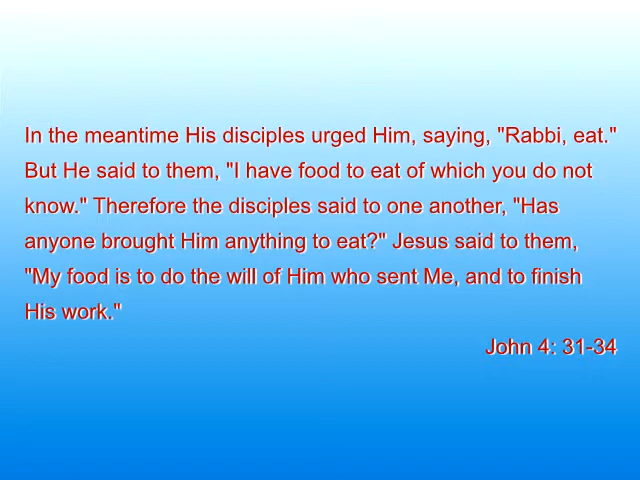 In the meantime His disciples urged Him, saying, "Rabbi, eat."
But He said to them, "I have food to eat of which you do not
know." Therefore the disciples said to one another, "Has
anyone brought Him anything to eat?" Jesus said to them,
"My food is to do the will of Him who sent Me, and to finish
His work."
John 4: 31-34